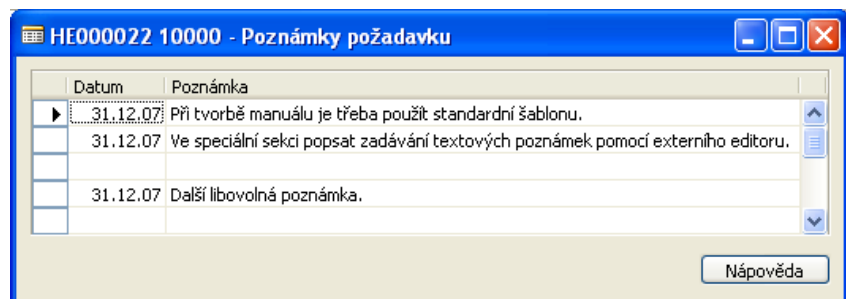 HE000022 10000 - Poznámky požadavku
Datum Poznámka
31.12.07 Při tvorbě manuálu je třeba použít standardní šablonu.
31.12.07 Ve speciální sekci popsat zadávání textových poznámek pomocí externího editoru.
31.12.07 Další libovolná poznámka.
Nápověda